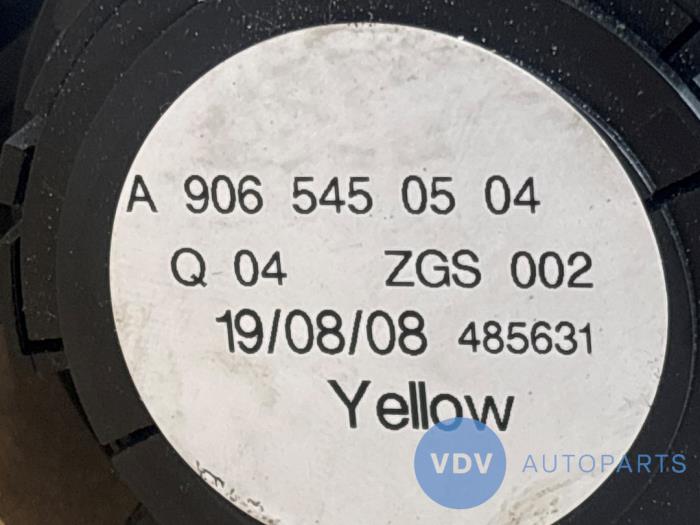 A 906 545 05 04
Q 04 ZGS 002
19/08/08 485631
Yellow
VDV AUTOPARTS